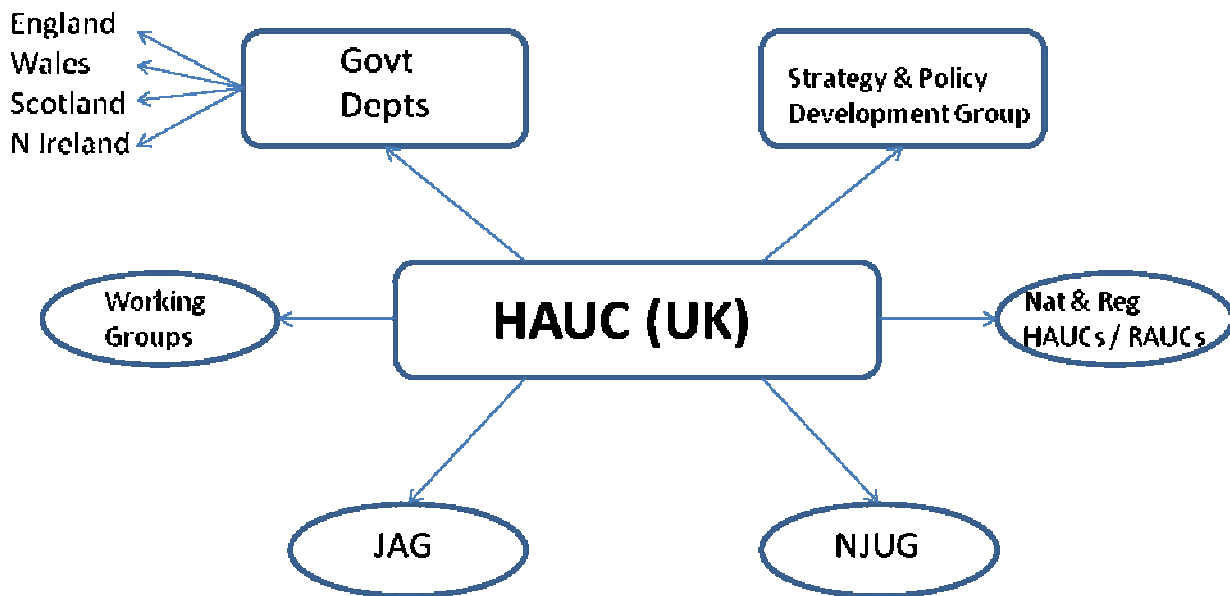 England
Wales
Scotland
N Ireland
Govt
Depts
Strategy & Policy
Development Group
HAUC (UK)
Working
Groups
Nat & Reg
HAUCs / RAUCs
JAG
NJUG